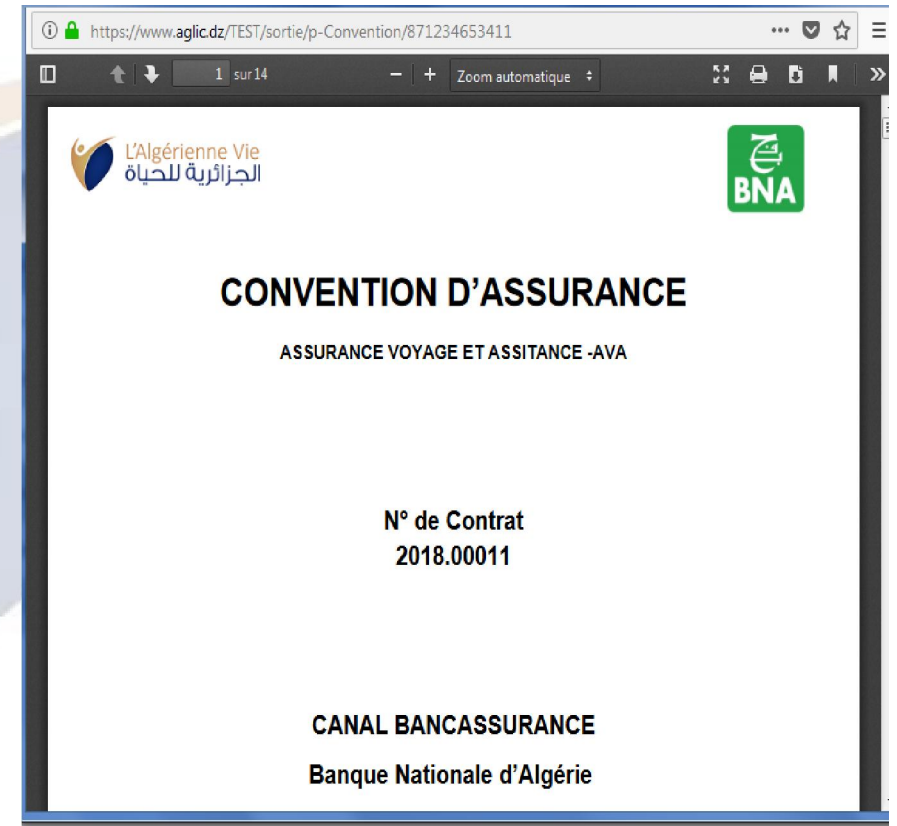 https://www.aglic.dz/TEST/sortie/p-Convention/871234653411
1 sur 14
Zoom automatique
L'Algérienne Vie
الجزائرية للحياة
BNA
CONVENTION D'ASSURANCE
ASSURANCE VOYAGE ET ASSITANCE -AVA
N° de Contrat
2018.00011
CANAL BANCASSURANCE
Banque Nationale d'Algérie